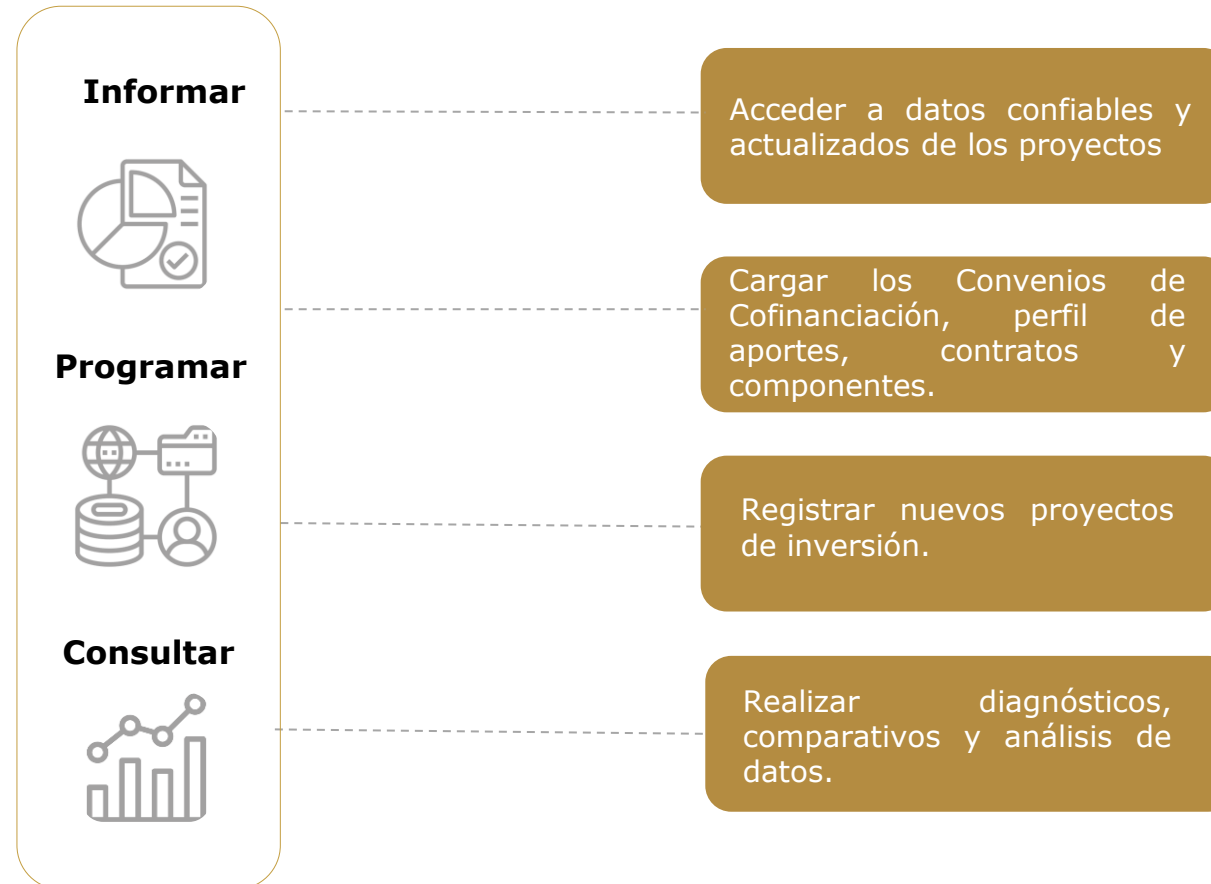 Informar
Acceder a datos confiables y
actualizados de los proyectos
Cargar los Convenios de
Cofinanciación, perfil de
aportes, contratos y
componentes.
Programar
Registrar nuevos proyectos
de inversión.
Consultar
Realizar diagnósticos,
comparativos y análisis de
datos.